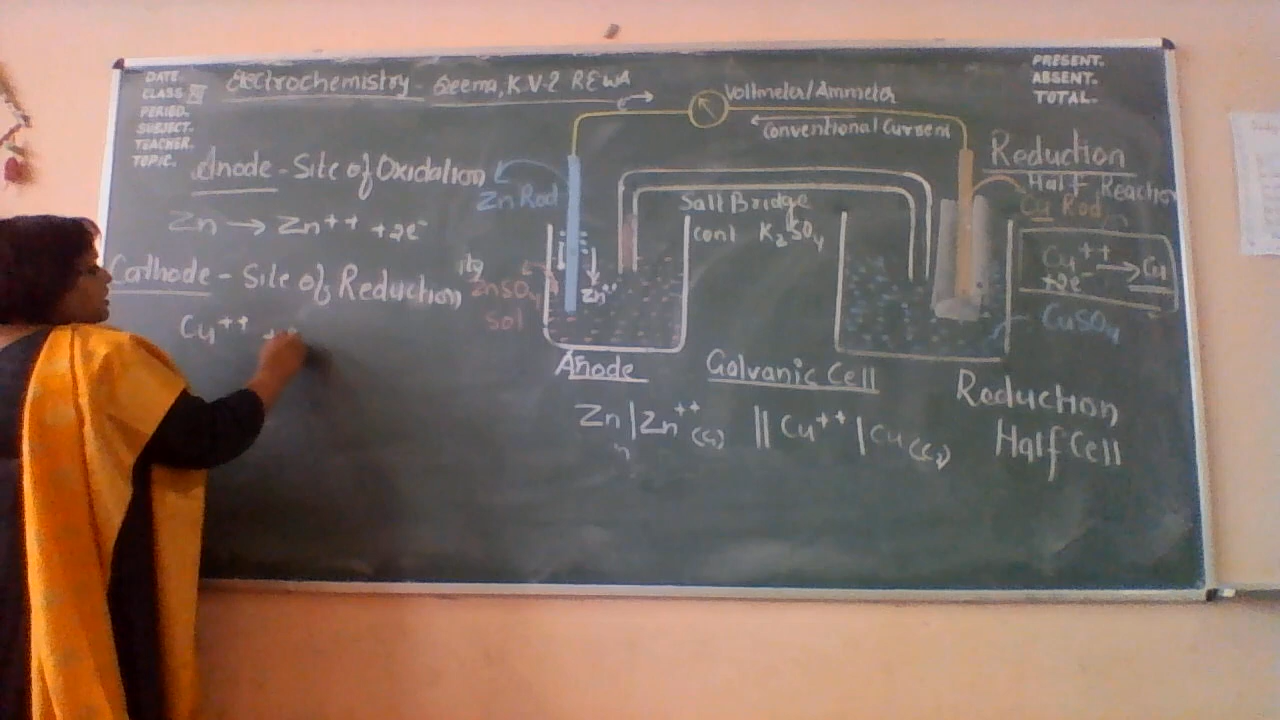 DATE.
CLASS
PERIOD.
SUBJECT.
TEACHER.
TOPIC.
Electrochemistry - Seema, K.V-2 REWA
PRESENT.
ABSENT.
TOTAL.
Voltmeter/Ammeter
Conventional Current
Anode - Site of Oxidation
Zn → Zn++ + 2e-
Cathode - Site of Reduction
Cu++ +
Zn Rod
ZnSO4
sol
Zn++
Salt Bridge
cont K2SO4
Reduction
Half Reaction
Cu Rod
Cu++ → Cu
+2e-
CuSO4
Anode
Galvanic Cell
Reduction
Half Cell
Zn | Zn++ || Cu++ | Cu